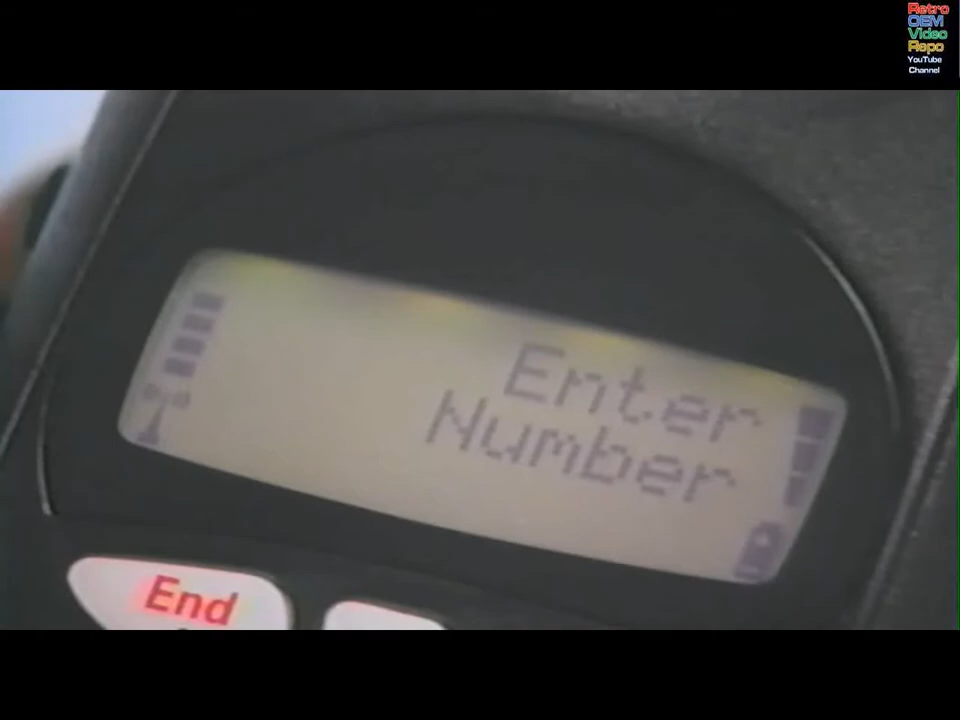 Retro
OEM
Video
Repo
YouTube
Channel
Enter
Number
End